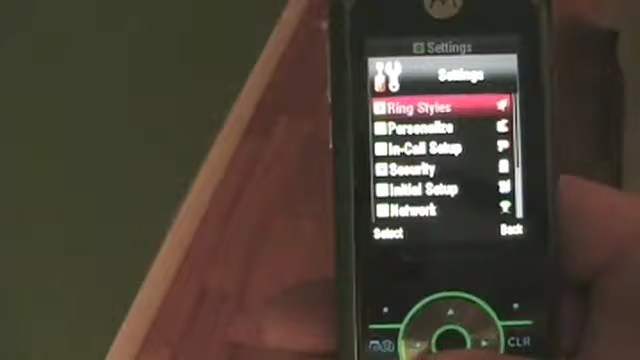 Settings
Settings
Ring Styles
Personalize
In-Call Setup
Security
Initial Setup
Network
Select Back
CLR